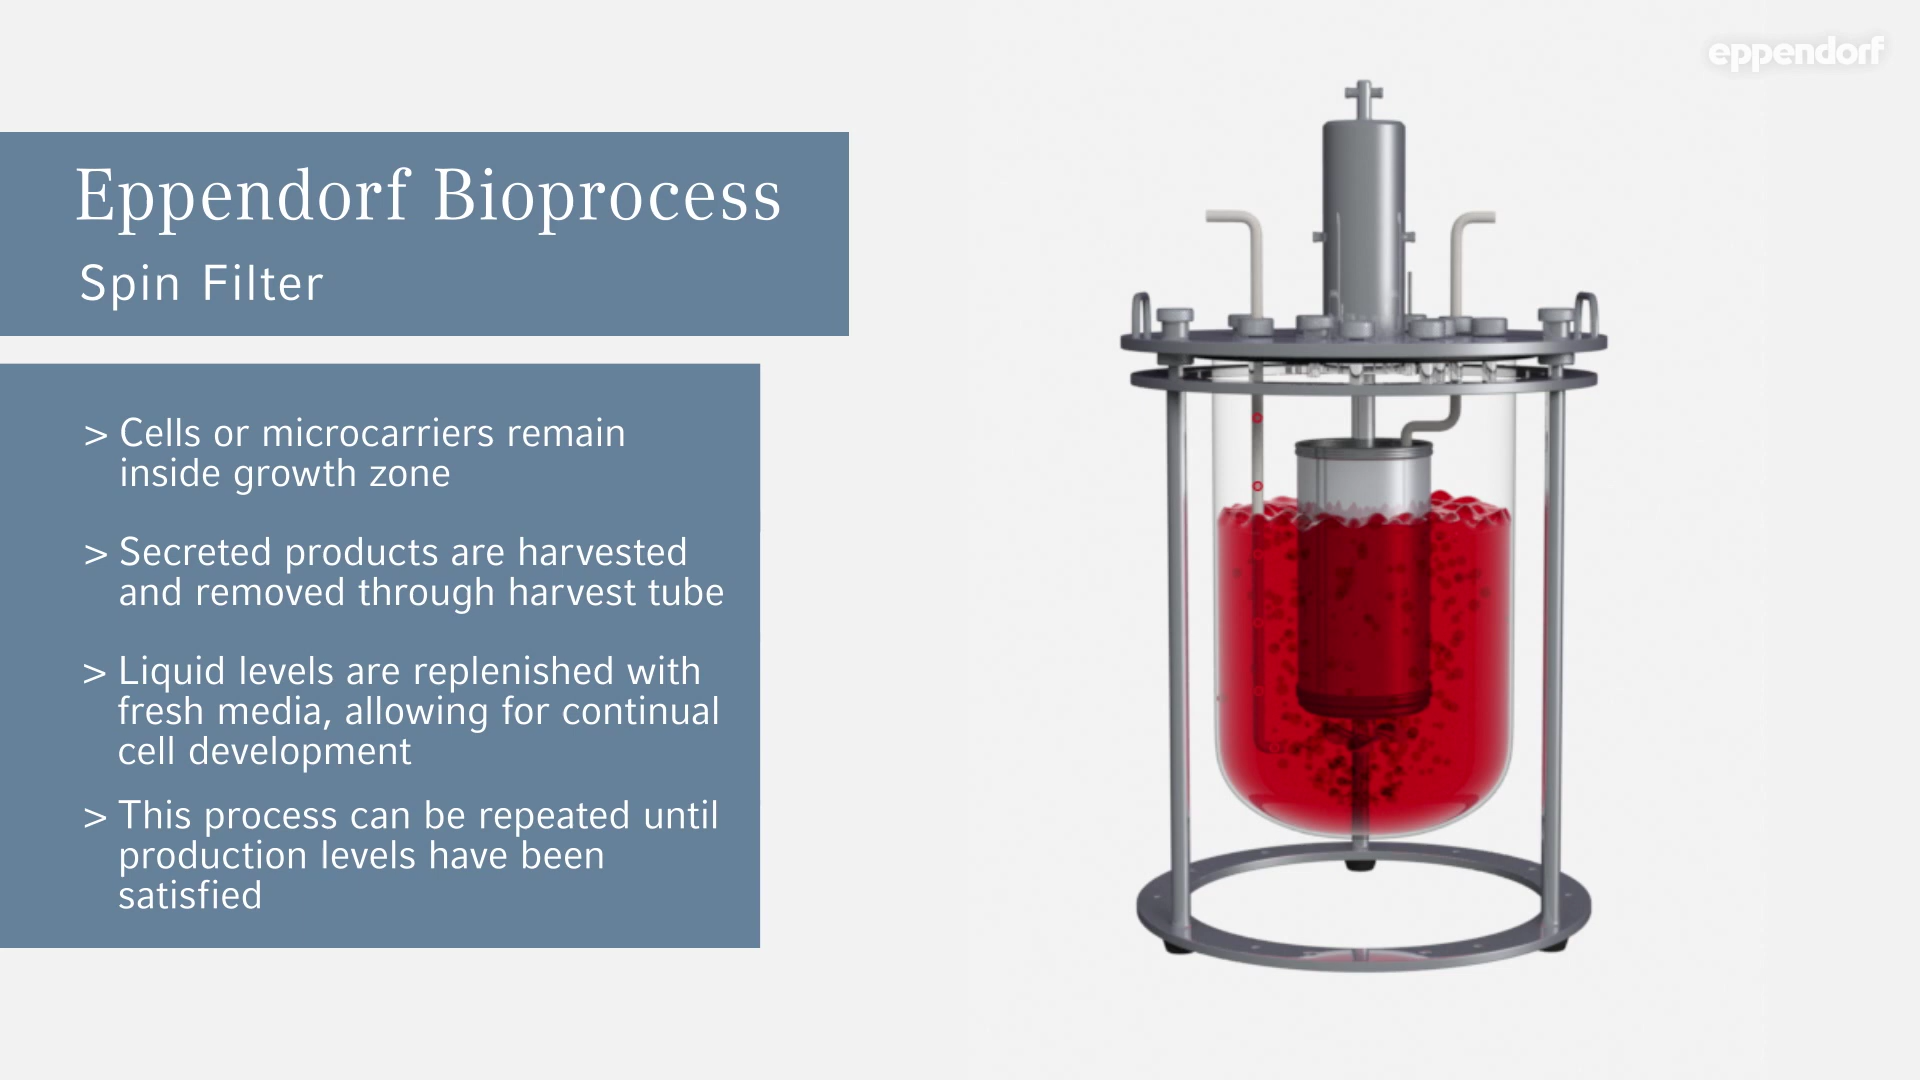 eppendorf
Eppendorf Bioprocess
Spin Filter
> Cells or microcarriers remain
inside growth zone
> Secreted products are harvested
and removed through harvest tube
> Liquid levels are replenished with
fresh media, allowing for continual
cell development
> This process can be repeated until
production levels have been
satisfied